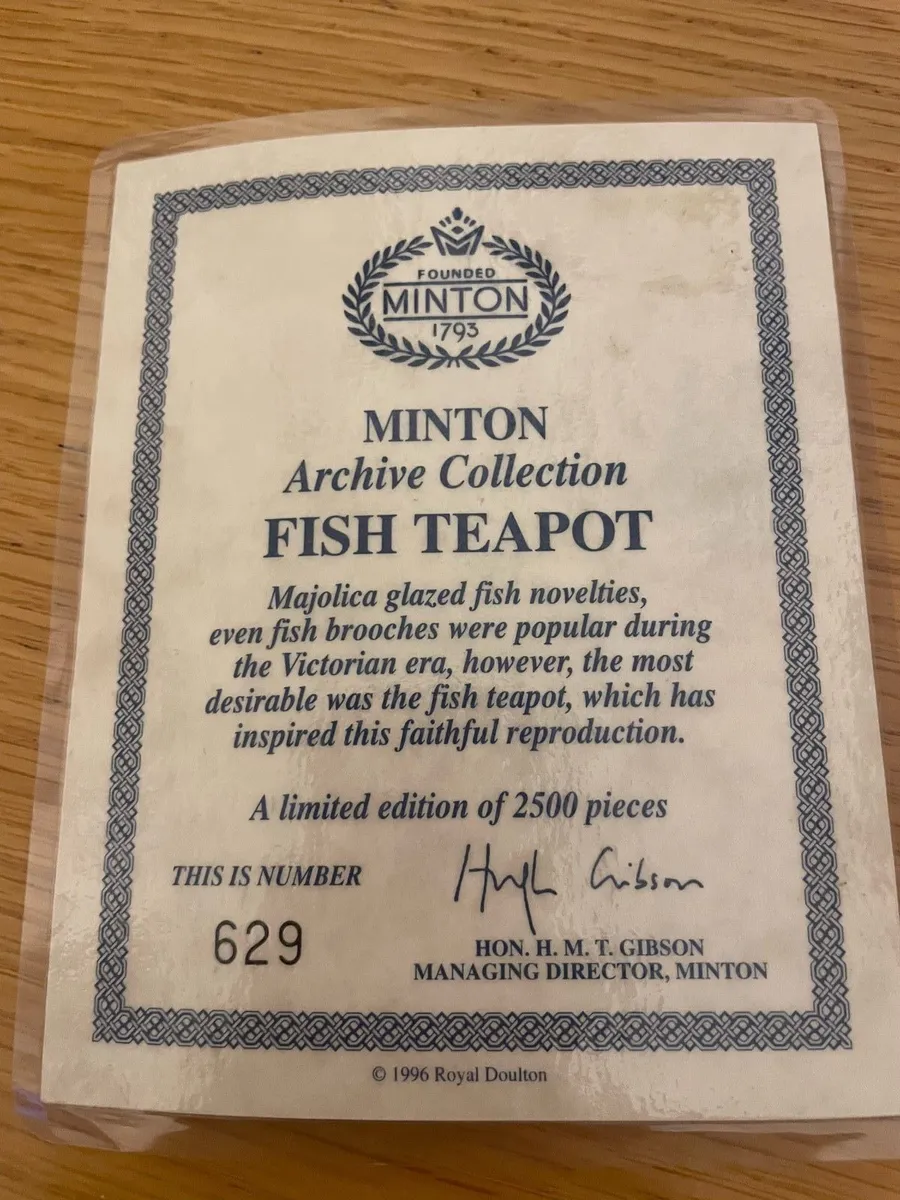 FOUNDED
MINTON
1793
MINTON
Archive Collection
FISH TEAPOT
Majolica glazed fish novelties,
even fish brooches were popular during
the Victorian era, however, the most
desirable was the fish teapot, which has
inspired this faithful reproduction.
A limited edition of 2500 pieces
THIS IS NUMBER
629
Hugh Gibson
HON. H. M. T. GIBSON
MANAGING DIRECTOR, MINTON
© 1996 Royal Doulton